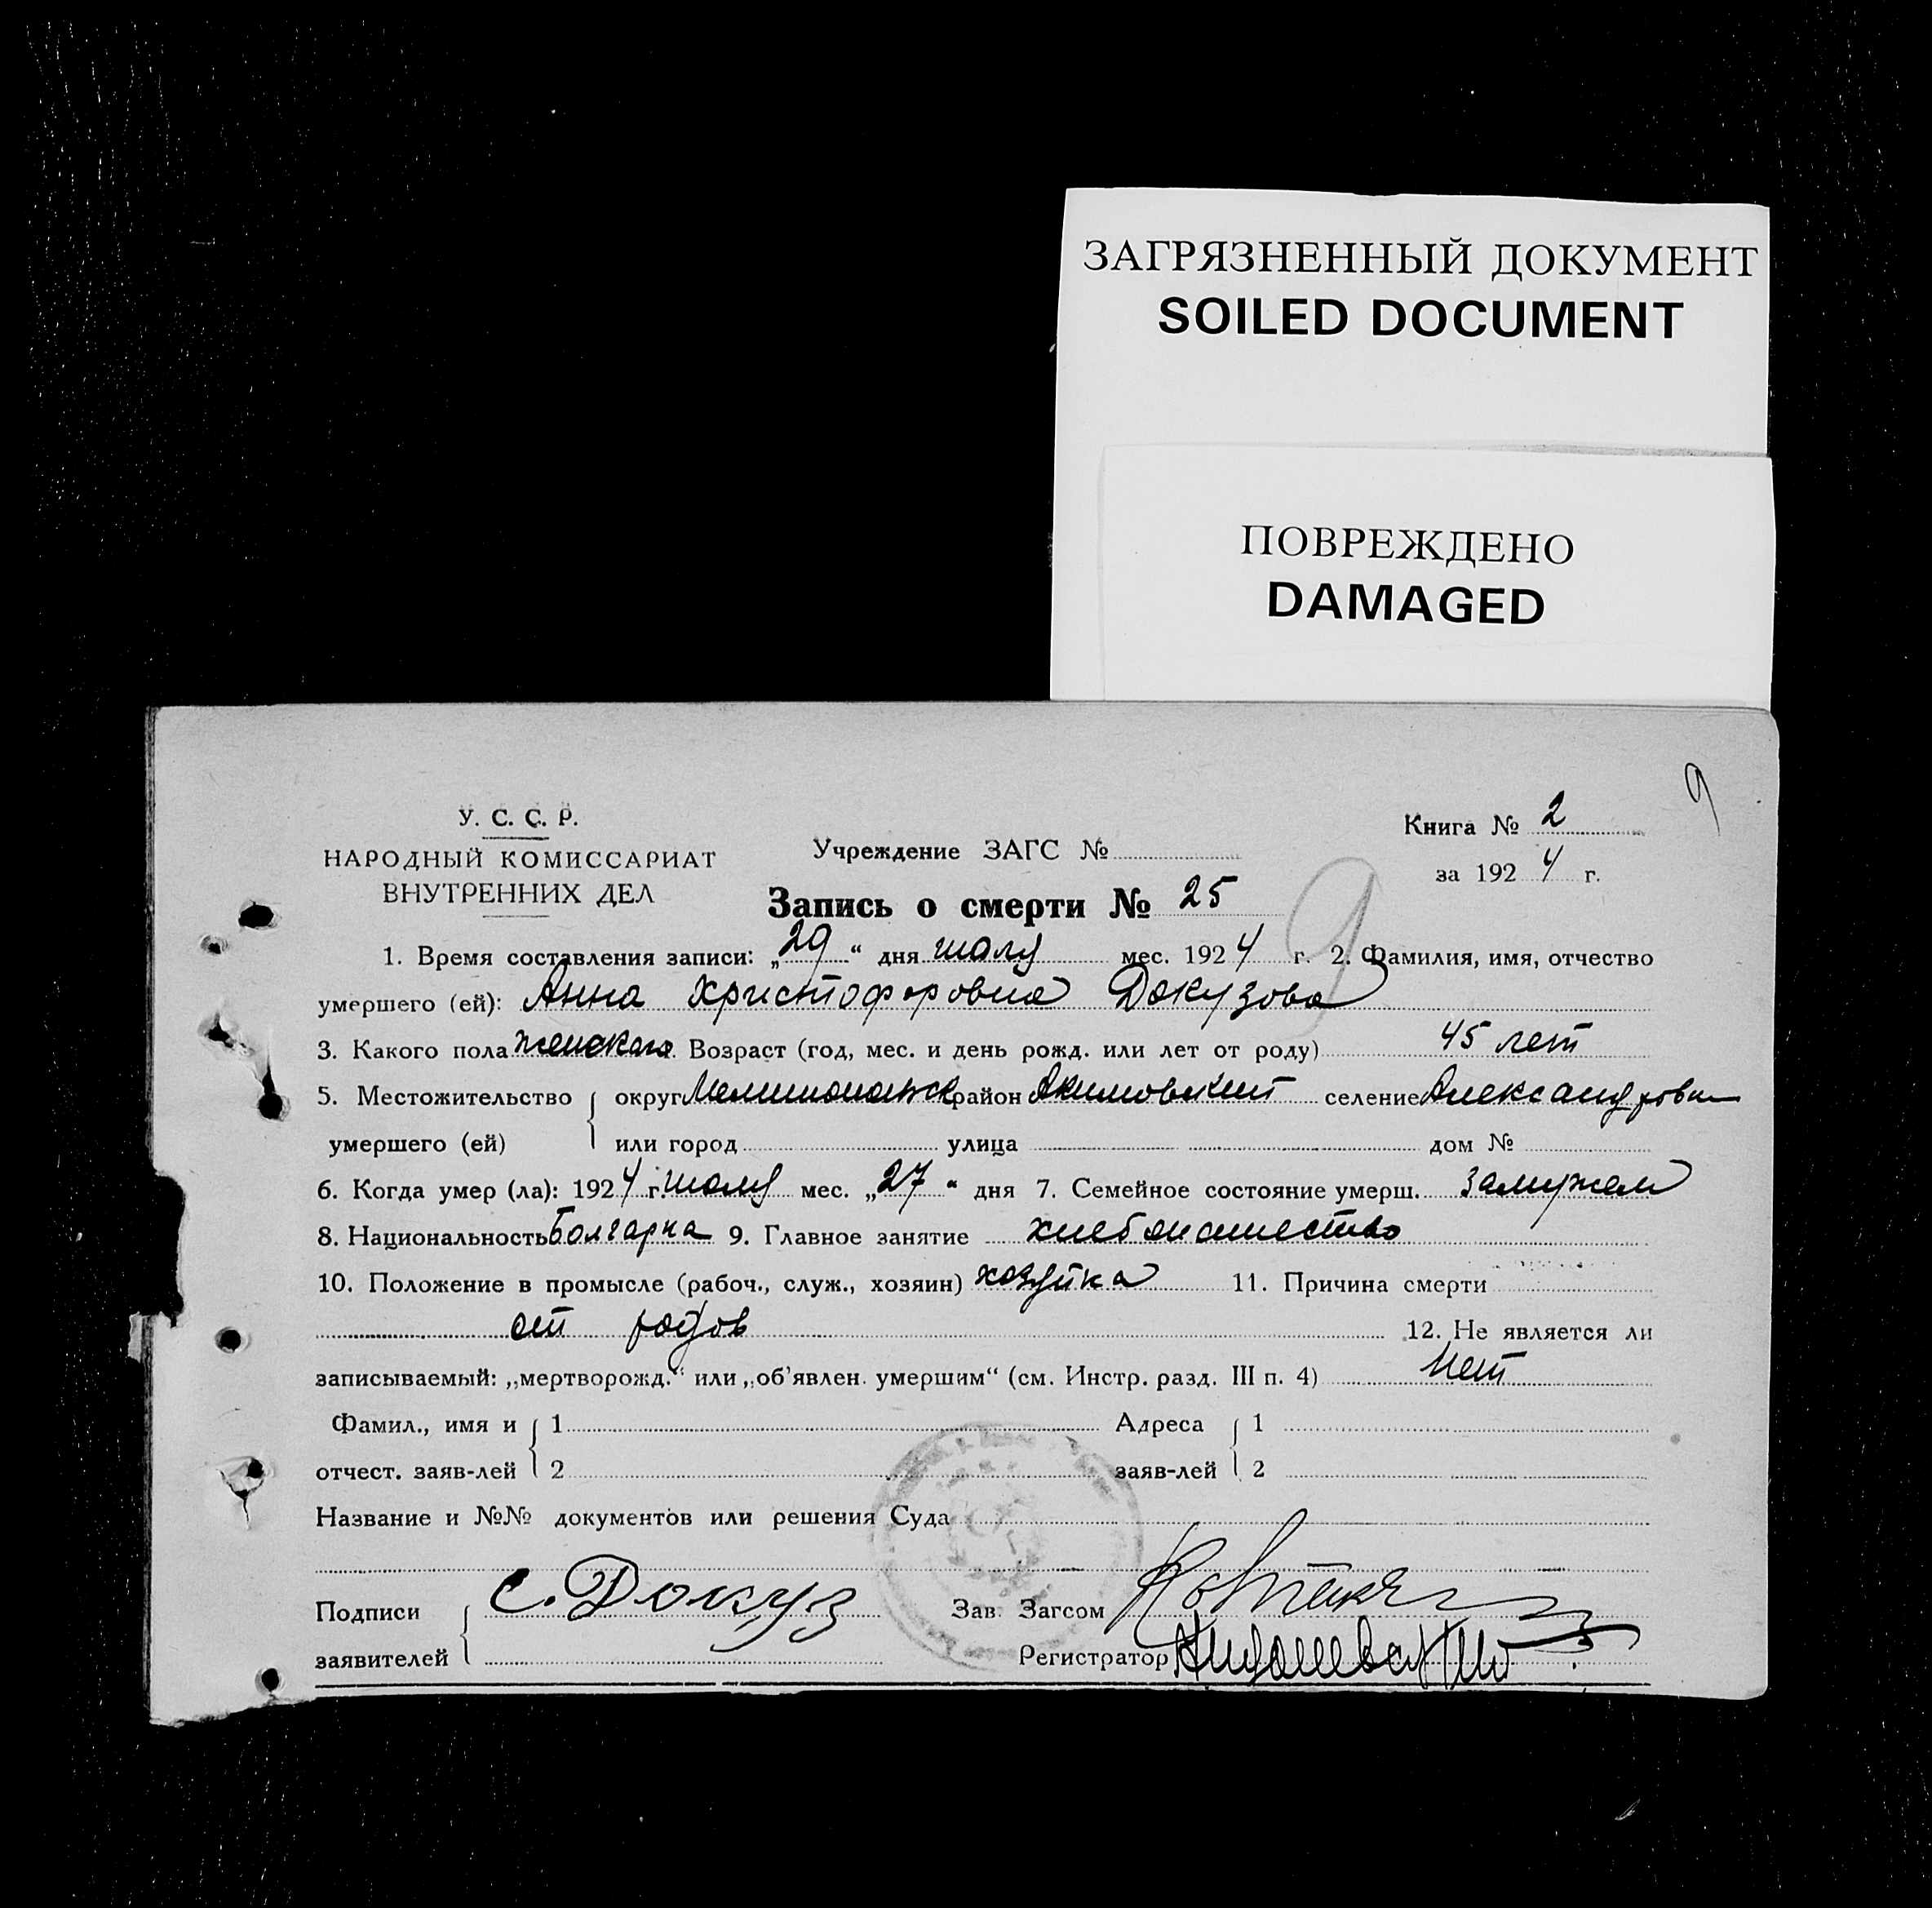 ЗАГРЯЗНЕННЫЙ ДОКУМЕНТ
SOILED DOCUMENT
ПОВРЕЖДЕНО
DAMAGED
9
У. С. С. Р.
НАРОДНЫЙ КОМИССАРИАТ
ВНУТРЕННИХ ДЕЛ
Учреждение ЗАГС №
Книга № 2
за 1924 г.
Запись о смерти № 25
9
1. Время составления записи: „29“ дня июля мес. 1924 г. 2. Фамилия, имя, отчество
умершего (ей): Анна Христофоровна Докузова
3. Какого пола женского. Возраст (год, мес. и день рожд. или лет от роду) 45 лет
5. Местожительство округ район Акимовский селение Александровка
умершего (ей) или город улица дом №
6. Когда умер (ла): 1924 г. июля мес. „27“ дня 7. Семейное состояние умерш. замужем
8. Национальность Болгарка 9. Главное занятие хлебопашество
10. Положение в промысле (рабоч., служ., хозяин) хозяйка 11. Причина смерти
от родов 12. Не является ли
записываемый: „мертворожд.“ или „об’явлен. умершим“ (см. Инстр. разд. III п. 4) Нет
Фамил., имя и 1 Адреса 1
отчест. заяв-лей 2 заяв-лей 2
Название и №№ документов или решения Суда
Подписи С. Докуз Зав. Загсом
заявителей Регистратор